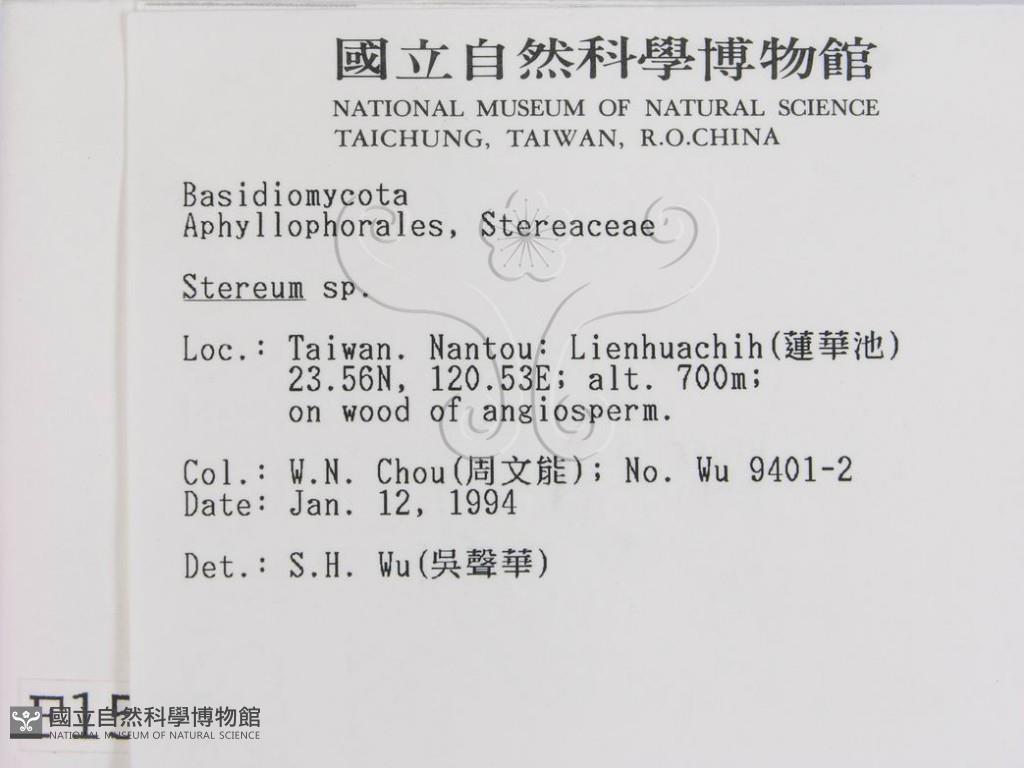 國立自然科學博物館
NATIONAL MUSEUM OF NATURAL SCIENCE
TAICHUNG, TAIWAN, R.O.CHINA
Basidiomycota
Aphyllophorales, Stereaceae
Stereum sp.
Loc.: Taiwan. Nantou: Lienhuachih(蓮華池)
23.56N, 120.53E; alt. 700m;
on wood of angiosperm.
Col.: W.N. Chou(周文能); No. Wu 9401-2
Date: Jan. 12, 1994
Det.: S.H. Wu(吳聲華)
國立自然科學博物館
NATIONAL MUSEUM OF NATURAL SCIENCE